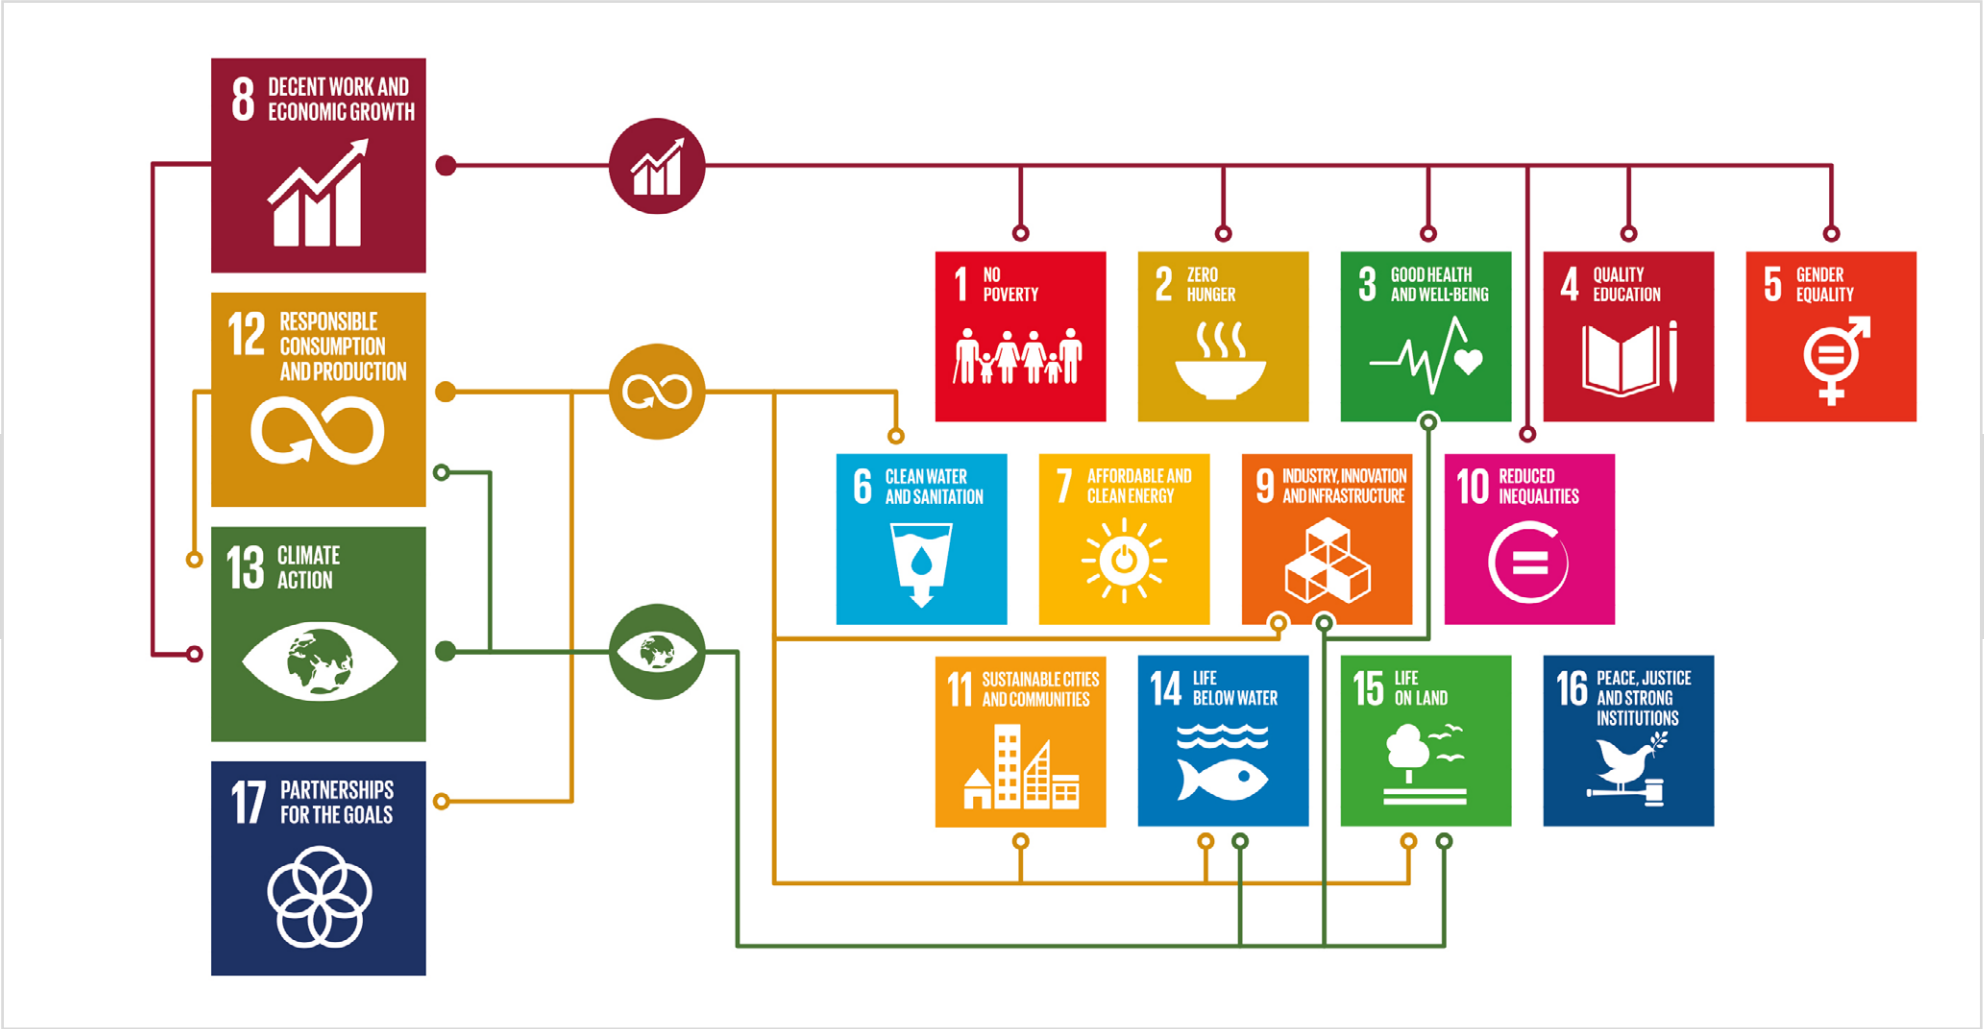 8 DECENT WORK AND
ECONOMIC GROWTH
12 RESPONSIBLE
CONSUMPTION
AND PRODUCTION
13 CLIMATE
ACTION
17 PARTNERSHIPS
FOR THE GOALS
1 NO
POVERTY
2 ZERO
HUNGER
3 GOOD HEALTH
AND WELL-BEING
4 QUALITY
EDUCATION
5 GENDER
EQUALITY
6 CLEAN WATER
AND SANITATION
7 AFFORDABLE AND
CLEAN ENERGY
9 INDUSTRY, INNOVATION
AND INFRASTRUCTURE
10 REDUCED
INEQUALITIES
11 SUSTAINABLE CITIES
AND COMMUNITIES
14 LIFE
BELOW WATER
15 LIFE
ON LAND
16 PEACE, JUSTICE
AND STRONG
INSTITUTIONS